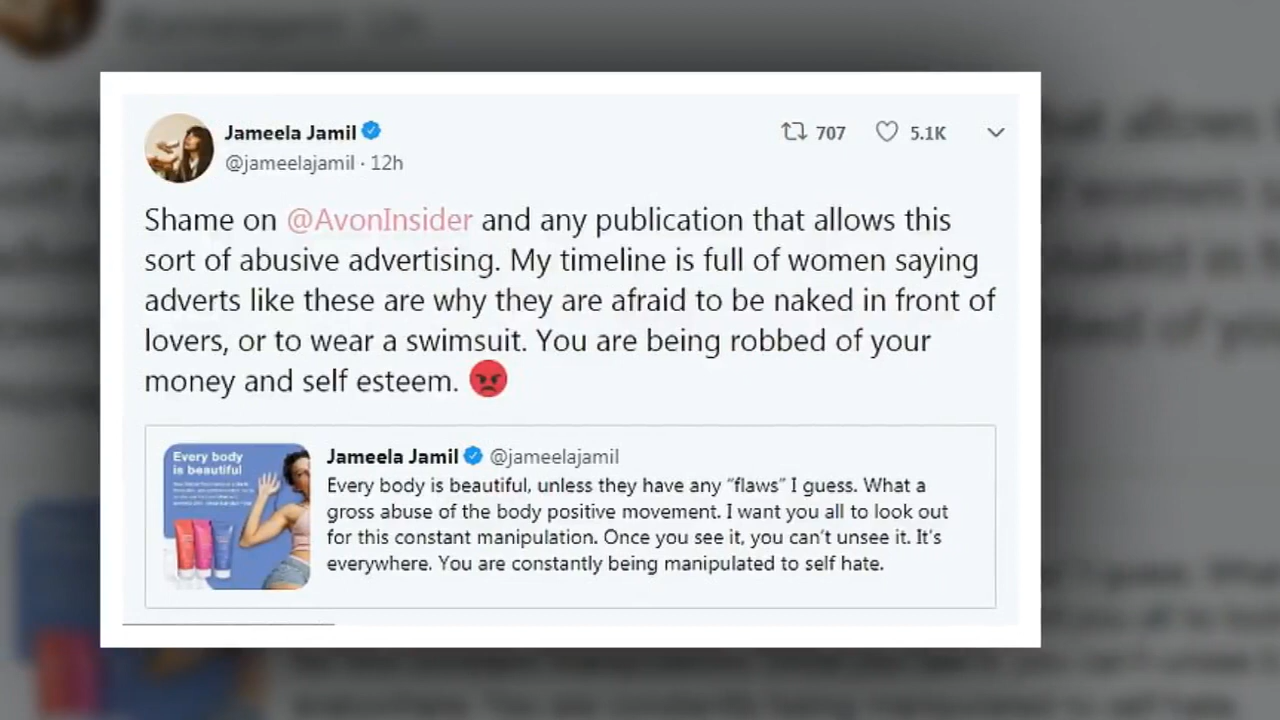 Jameela Jamil
707 5.1K
@jameelajamil · 12h
Shame on @AvonInsider and any publication that allows this
sort of abusive advertising. My timeline is full of women saying
adverts like these are why they are afraid to be naked in front of
lovers, or to wear a swimsuit. You are being robbed of your
money and self esteem. 😡
Every body
is beautiful
Jameela Jamil @jameelajamil
Every body is beautiful, unless they have any “flaws” I guess. What a
gross abuse of the body positive movement. I want you all to look out
for this constant manipulation. Once you see it, you can’t unsee it. It’s
everywhere. You are constantly being manipulated to self hate.